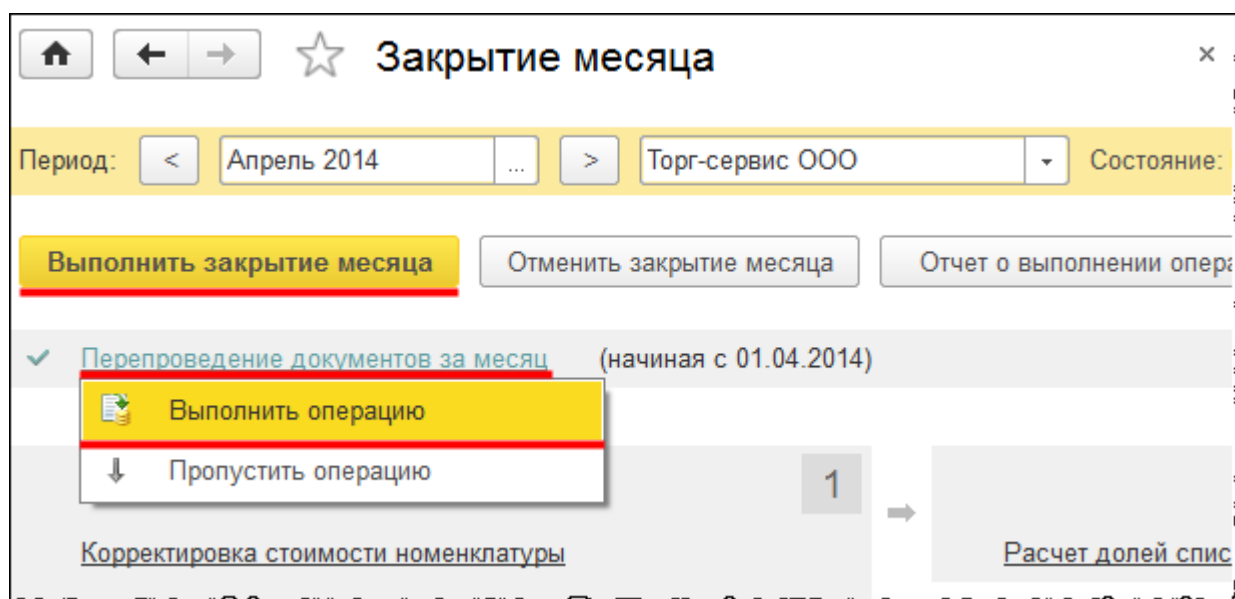 Закрытие месяца
Период: < Апрель 2014 ... > Торг-сервис ООО Состояние:
Выполнить закрытие месяца Отменить закрытие месяца Отчет о выполнении
Перепроведение документов за месяц (начиная с 01.04.2014)
Выполнить операцию
Пропустить операцию
1
Корректировка стоимости номенклатуры Расчет долей спис